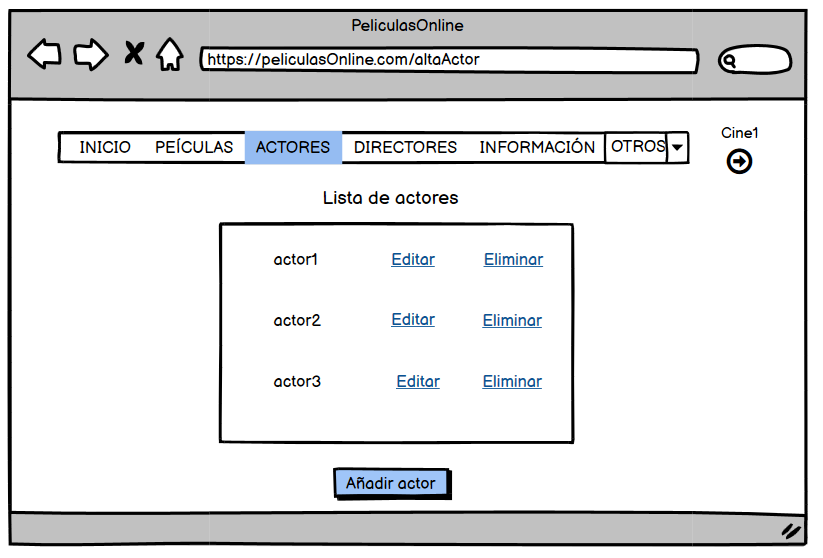 PeliculasOnline
https://peliculasOnline.com/altaActor
Cine1
INICIO PEÍCULAS ACTORES DIRECTORES INFORMACIÓN OTROS
Lista de actores
actor1 Editar Eliminar
actor2 Editar Eliminar
actor3 Editar Eliminar
Añadir actor